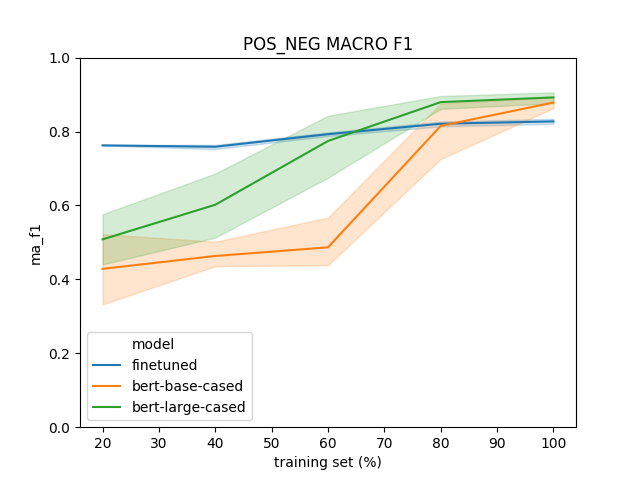 POS_NEG MACRO F1
1.0
0.8
0.6
0.4
0.2
0.0
ma_f1
model
finetuned
bert-base-cased
bert-large-cased
20 30 40 50 60 70 80 90 100
training set (%)